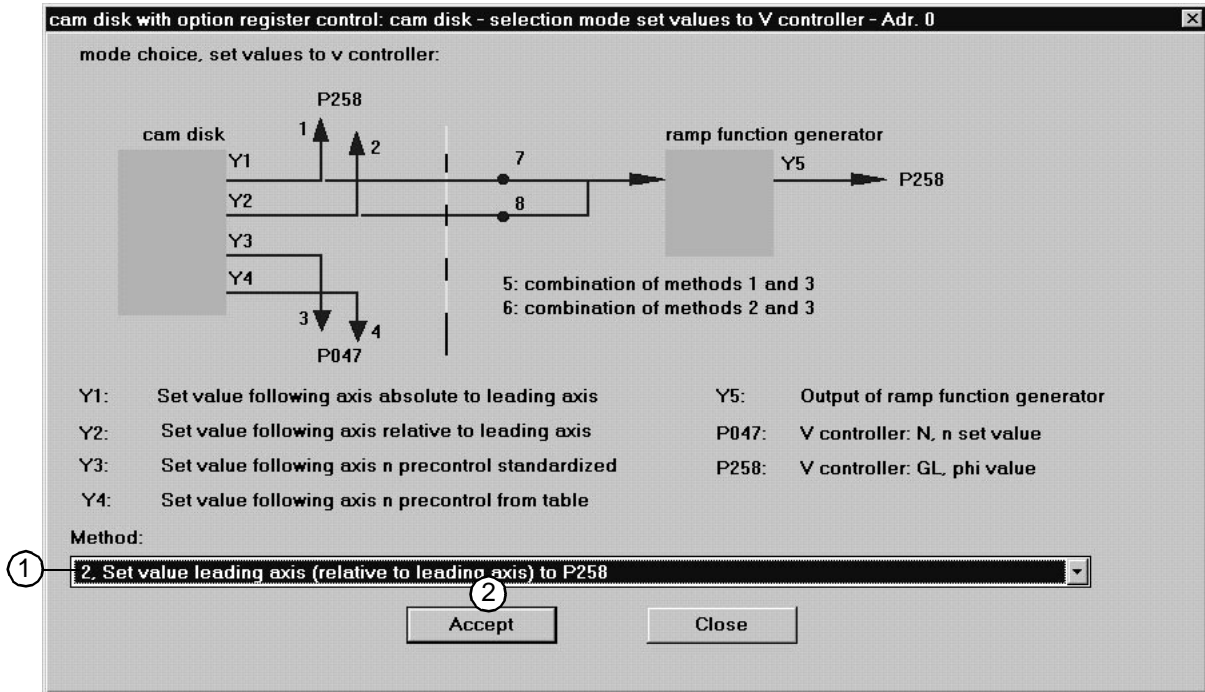 cam disk with option register control: cam disk - selection mode set values to V controller - Adr. 0
mode choice, set values to v controller:
P258
cam disk
1
2
ramp function generator
Y1
7
Y5
P258
Y2
8
Y3
Y4
5: combination of methods 1 and 3
6: combination of methods 2 and 3
3
4
P047
Y1: Set value following axis absolute to leading axis
Y5: Output of ramp function generator
Y2: Set value following axis relative to leading axis
P047: V controller: N, n set value
Y3: Set value following axis n precontrol standardized
P258: V controller: GL, phi value
Y4: Set value following axis n precontrol from table
Method:
1
2, Set value leading axis (relative to leading axis) to P258
2
Accept
Close